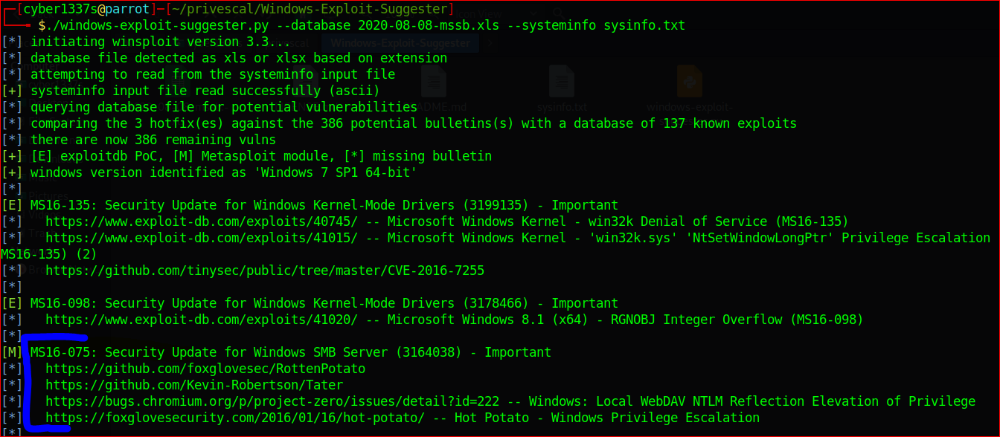 ┌─[cyber1337s@parrot]─[~/privescal/Windows-Exploit-Suggester]
└──╼ $./windows-exploit-suggester.py --database 2020-08-08-mssb.xls --systeminfo sysinfo.txt
[*] initiating winsploit version 3.3...
[*] database file detected as xls or xlsx based on extension
[*] attempting to read from the systeminfo input file
[+] systeminfo input file read successfully (ascii)
[*] querying database file for potential vulnerabilities
[*] comparing the 3 hotfix(es) against the 386 potential bulletins(s) with a database of 137 known exploits
[*] there are now 386 remaining vulns
[+] [E] exploitdb PoC, [M] Metasploit module, [*] missing bulletin
[+] windows version identified as 'Windows 7 SP1 64-bit'
[*]
[E] MS16-135: Security Update for Windows Kernel-Mode Drivers (3199135) - Important
[*]   https://www.exploit-db.com/exploits/40745/ -- Microsoft Windows Kernel - win32k Denial of Service (MS16-135)
[*]   https://www.exploit-db.com/exploits/41015/ -- Microsoft Windows Kernel - 'win32k.sys' 'NtSetWindowLongPtr' Privilege Escalation
MS16-135) (2)
[*]   https://github.com/tinysec/public/tree/master/CVE-2016-7255
[*]
[E] MS16-098: Security Update for Windows Kernel-Mode Drivers (3178466) - Important
[*]   https://www.exploit-db.com/exploits/41020/ -- Microsoft Windows 8.1 (x64) - RGNOBJ Integer Overflow (MS16-098)
[*]
[M] MS16-075: Security Update for Windows SMB Server (3164038) - Important
[*]   https://github.com/foxglovesec/RottenPotato
[*]   https://github.com/Kevin-Robertson/Tater
[*]   https://bugs.chromium.org/p/project-zero/issues/detail?id=222 -- Windows: Local WebDAV NTLM Reflection Elevation of Privilege
[*]   https://foxglovesecurity.com/2016/01/16/hot-potato/ -- Hot Potato - Windows Privilege Escalation
[*]
Windows-Exploit-Suggester
sysinfo.txt
windows-exploit-